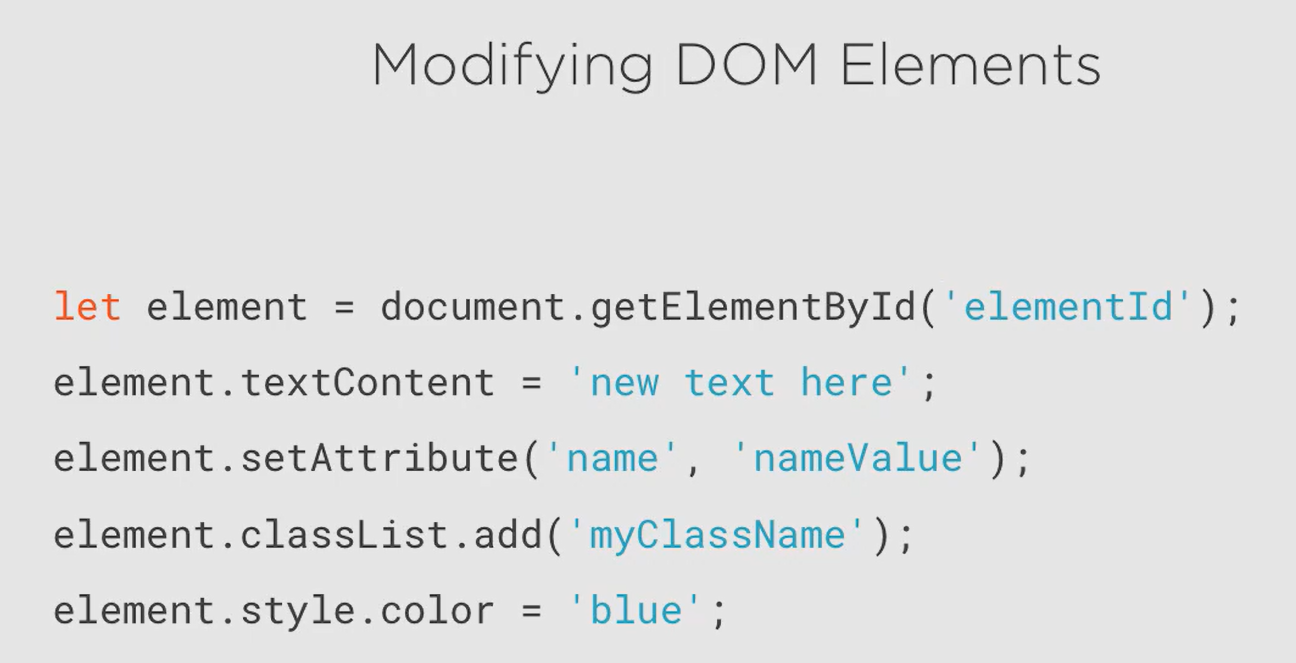 Modifying DOM Elements
let element = document.getElementById('elementId');
element.textContent = 'new text here';
element.setAttribute('name', 'nameValue');
element.classList.add('myClassName');
element.style.color = 'blue';